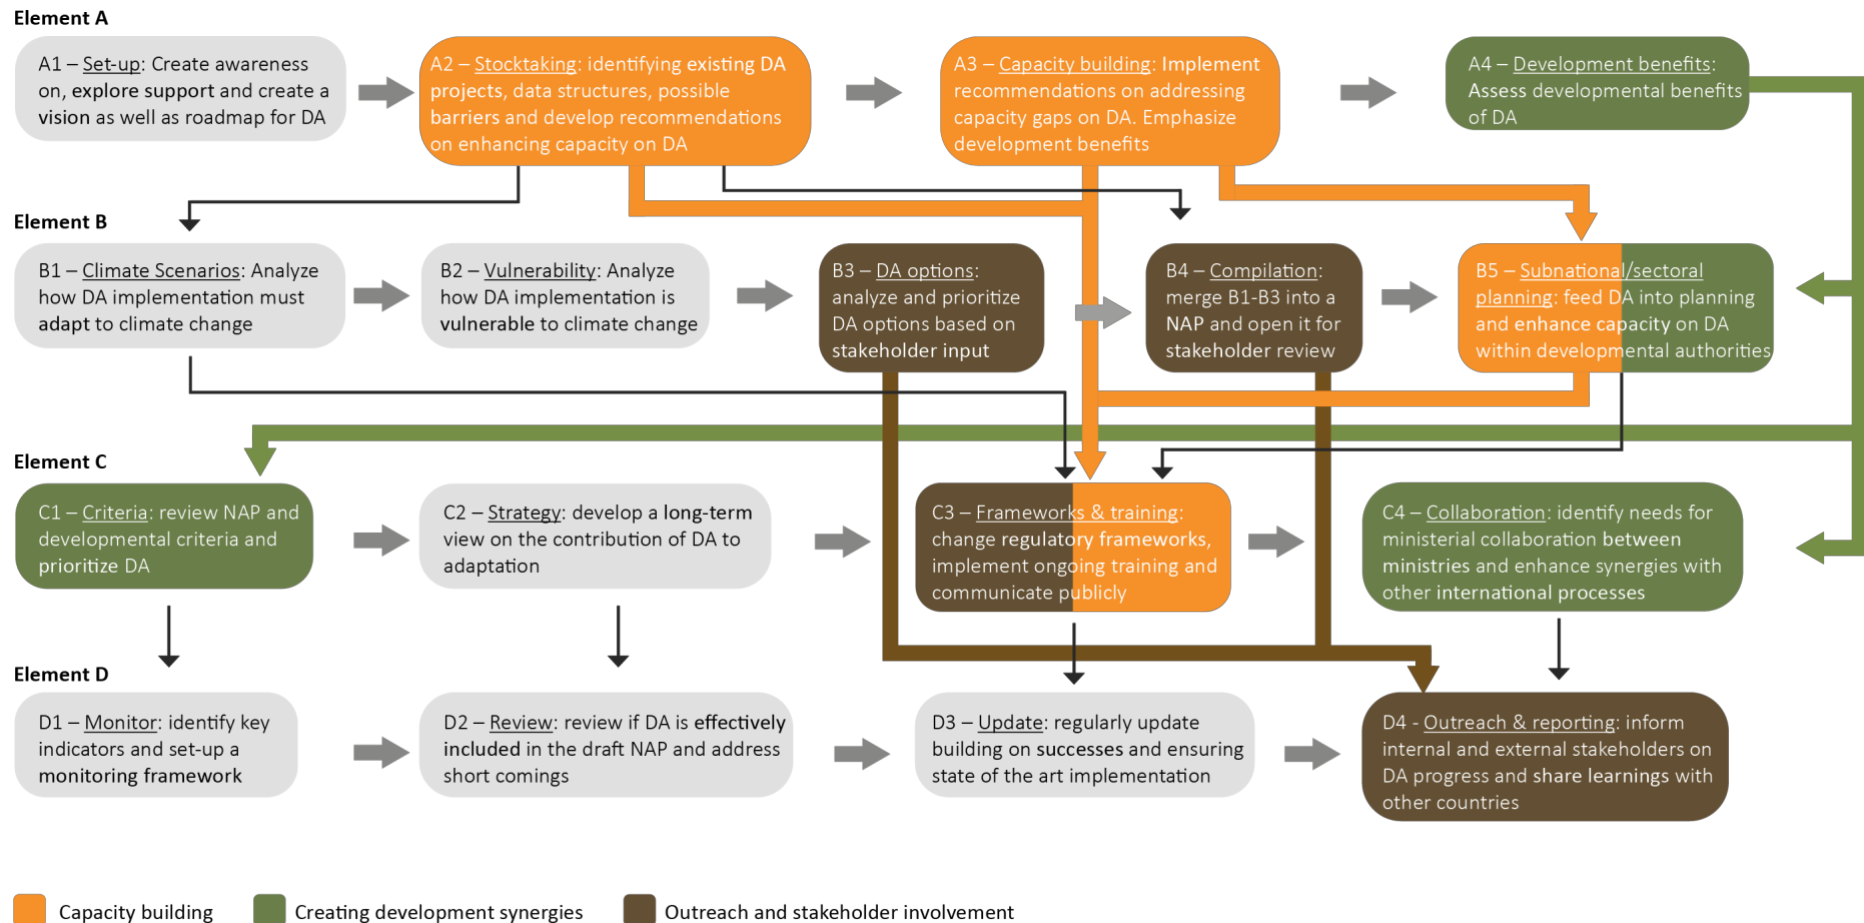 Element A
A1 – Set-up: Create awareness
on, explore support and create a
vision as well as roadmap for DA
A2 – Stocktaking: identifying existing DA
projects, data structures, possible
barriers and develop recommendations
on enhancing capacity on DA
A3 – Capacity building: Implement
recommendations on addressing
capacity gaps on DA. Emphasize
development benefits
A4 – Development benefits:
Assess developmental benefits
of DA
Element B
B1 – Climate Scenarios: Analyze
how DA implementation must
adapt to climate change
B2 – Vulnerability: Analyze
how DA implementation is
vulnerable to climate change
B3 – DA options:
analyze and prioritize
DA options based on
stakeholder input
B4 – Compilation:
merge B1-B3 into a
NAP and open it for
stakeholder review
B5 – Subnational/sectoral
planning: feed DA into planning
and enhance capacity on DA
within developmental authorities
Element C
C1 – Criteria: review NAP and
developmental criteria and
prioritize DA
C2 – Strategy: develop a long-term
view on the contribution of DA to
adaptation
C3 – Frameworks & training:
change regulatory frameworks,
implement ongoing training and
communicate publicly
C4 – Collaboration: identify needs for
ministerial collaboration between
ministries and enhance synergies with
other international processes
Element D
D1 – Monitor: identify key
indicators and set-up a
monitoring framework
D2 – Review: review if DA is effectively
included in the draft NAP and address
short comings
D3 – Update: regularly update
building on successes and ensuring
state of the art implementation
D4 - Outreach & reporting: inform
internal and external stakeholders on
DA progress and share learnings with
other countries
Capacity building
Creating development synergies
Outreach and stakeholder involvement